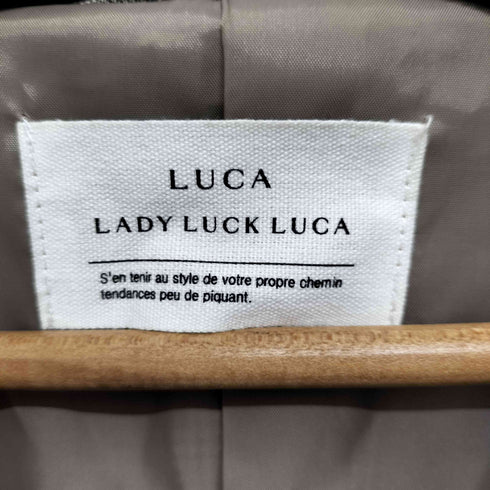 LUCA
LADY LUCK LUCA
S'en tenir au style de votre propre chemin
tendances peu de piquant.